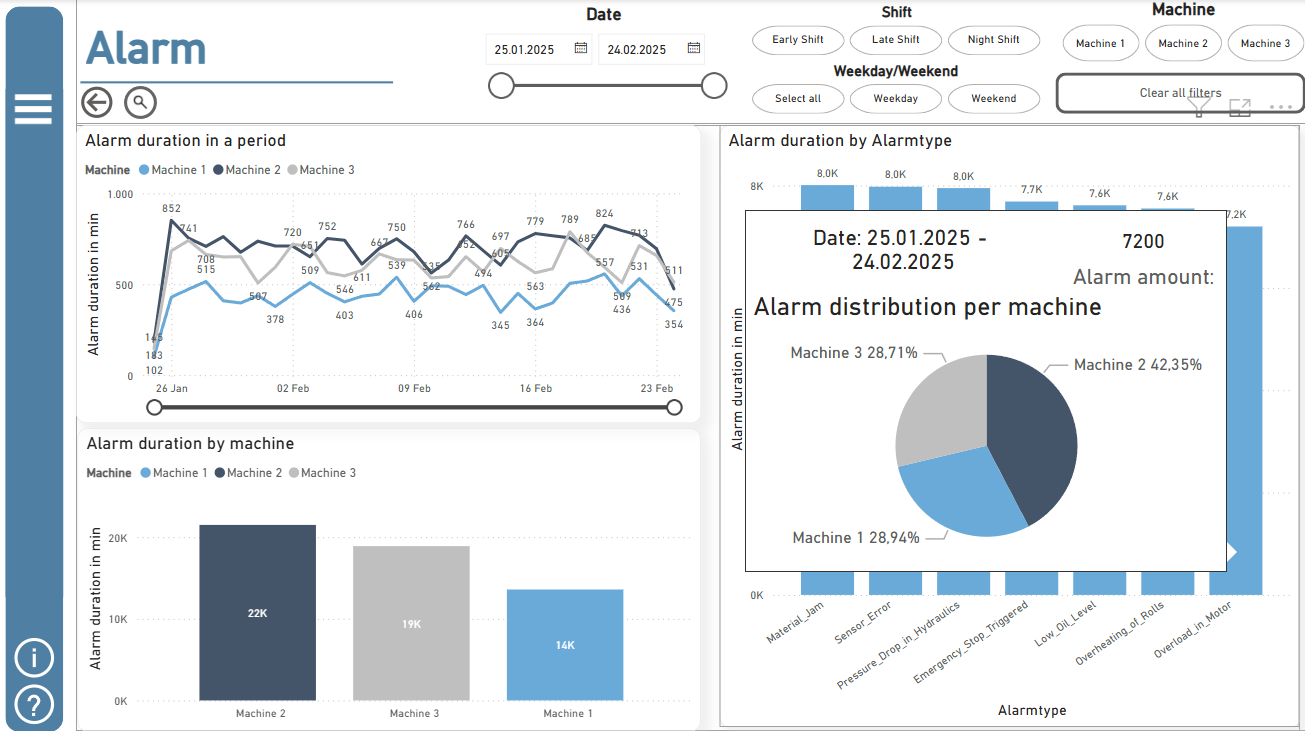 Alarm
Date
25.01.2025
24.02.2025
Shift
Early Shift
Late Shift
Night Shift
Weekday/Weekend
Select all
Weekday
Weekend
Machine
Machine 1
Machine 2
Machine 3
Clear all filters
Alarm duration in a period
Machine
Machine 1
Machine 2
Machine 3
Alarm duration in min
1.000
500
0
852
741
708
515
507
378
720
651
509
752
546
403
611
667
750
539
406
535
562
766
652
494
697
605
345
779
563
364
789
685
824
557
509
436
713
531
511
475
354
145
183
102
26 Jan
02 Feb
09 Feb
16 Feb
23 Feb
Alarm duration by machine
Machine
Machine 1
Machine 2
Machine 3
Alarm duration in min
20K
10K
0K
22K
19K
14K
Machine 2
Machine 3
Machine 1
Alarm duration by Alarmtype
Alarm duration in min
8K
0K
8,0K
8,0K
8,0K
7,7K
7,6K
7,6K
7,2K
Date: 25.01.2025 -
24.02.2025
7200
Alarm amount:
Alarm distribution per machine
Machine 3 28,71%
Machine 2 42,35%
Machine 1 28,94%
Material_Jam
Sensor_Error
Pressure_Drop_in_Hydraulics
Emergency_Stop_Triggered
Low_Oil_Level
Overheating_of_Rolls
Overload_in_Motor
Alarmtype
i
?